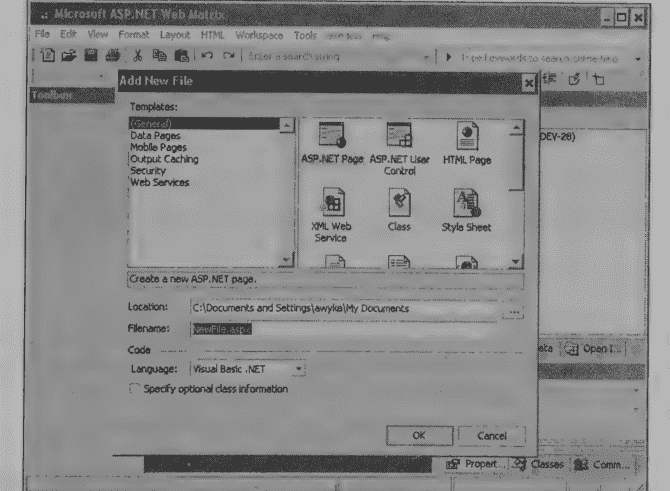 Microsoft ASP.NET Web Matrix
File Edit View Format Layout HTML Workspace Tools
Enter a search string
Type keywords to search online help
Toolbox
Add New File
Templates:
(General)
Data Pages
Mobile Pages
Output Caching
Security
Web Services
ASP.NET Page
ASP.NET User Control
HTML Page
XML Web Service
Class
Style Sheet
DEV-28)
Create a new ASP.NET page.
Location: C:\Documents and Settings\awyka\My Documents ...
Filename: NewFile.aspx
Code
Open I...
Language: Visual Basic .NET
Specify optional class information
OK Cancel
Propert... Classes Comm...